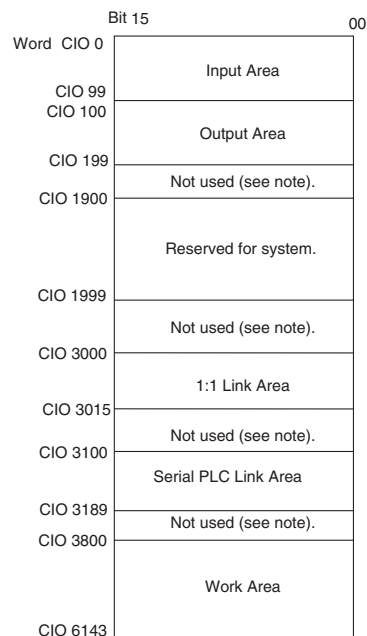 Bit 15
00
Word CIO 0
Input Area
CIO 99
CIO 100
Output Area
CIO 199
Not used (see note).
CIO 1900
Reserved for system.
CIO 1999
Not used (see note).
CIO 3000
1:1 Link Area
CIO 3015
Not used (see note).
CIO 3100
Serial PLC Link Area
CIO 3189
Not used (see note).
CIO 3800
Work Area
CIO 6143